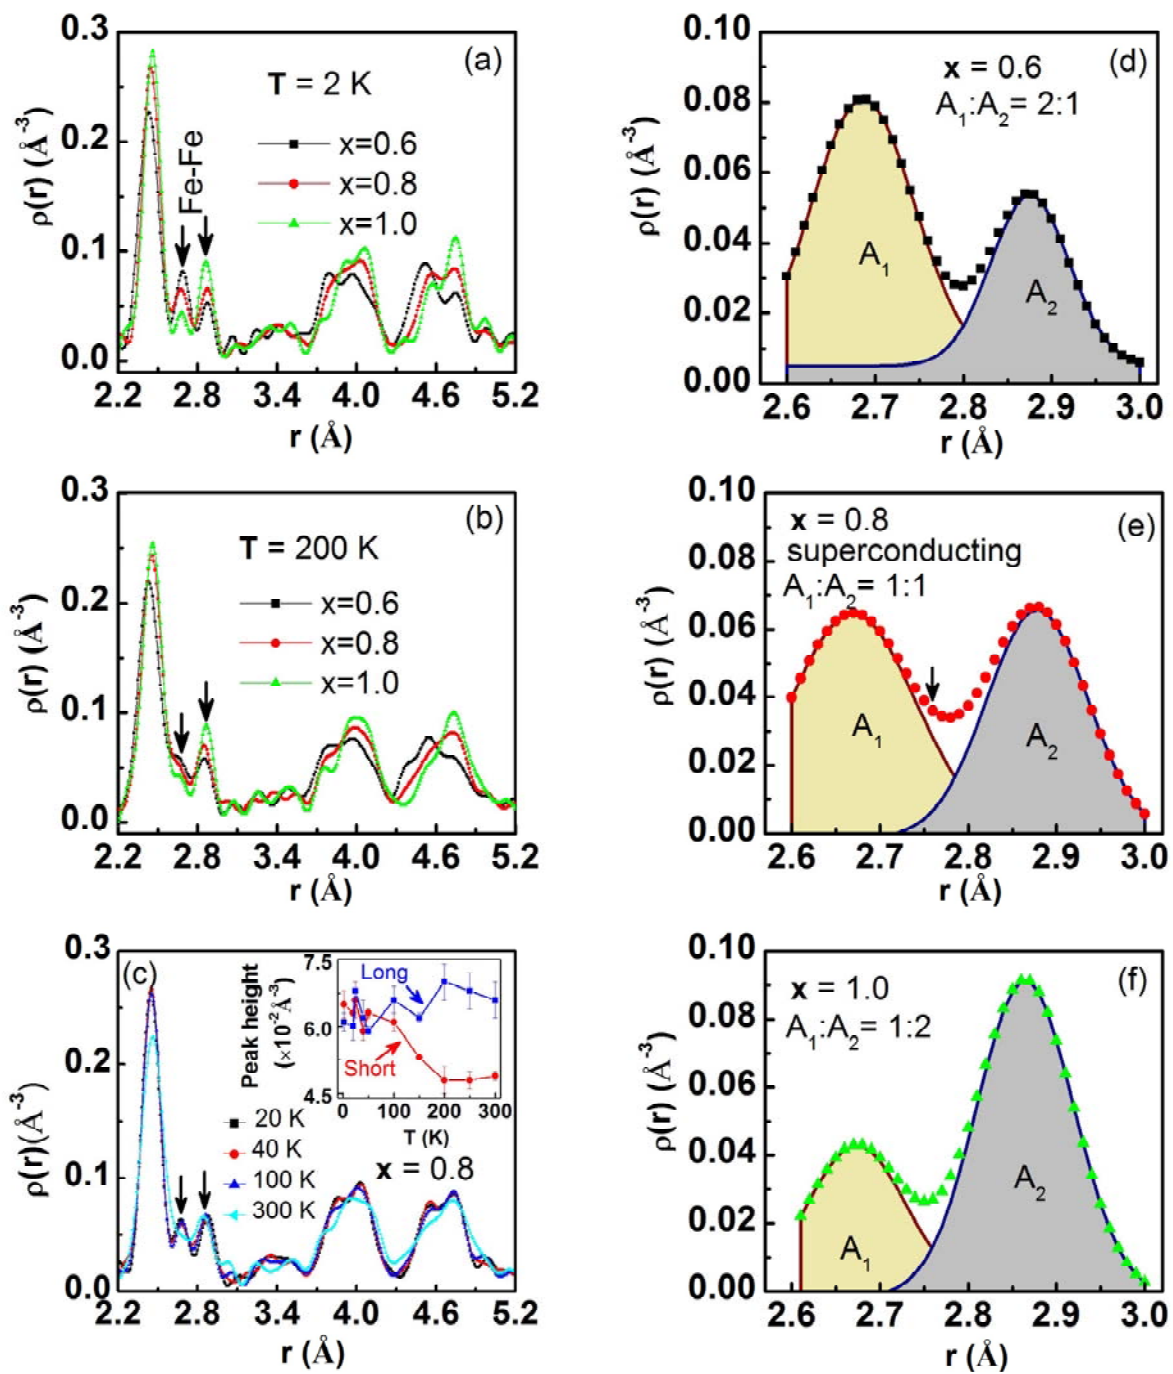 (a)
T = 2 K
x=0.6
x=0.8
x=1.0
Fe-Fe
ρ(r) (Å⁻³)
0.3
0.2
0.1
0.0
2.2 2.8 3.4 4.0 4.6 5.2
r (Å)
(d)
x = 0.6
A₁:A₂= 2:1
A₁
A₂
ρ(r) (Å⁻³)
0.10
0.08
0.06
0.04
0.02
0.00
2.6 2.7 2.8 2.9 3.0
r (Å)
(b)
T = 200 K
x=0.6
x=0.8
x=1.0
ρ(r) (Å⁻³)
0.3
0.2
0.1
0.0
2.2 2.8 3.4 4.0 4.6 5.2
r (Å)
(e)
x = 0.8
superconducting
A₁:A₂= 1:1
A₁
A₂
ρ(r) (Å⁻³)
0.10
0.08
0.06
0.04
0.02
0.00
2.6 2.7 2.8 2.9 3.0
r (Å)
(c)
Peak height
(×10⁻² Å⁻³)
7.5
6.0
4.5
Long
Short
0 100 200 300
T (K)
20 K
40 K
100 K
300 K
x = 0.8
ρ(r)(Å⁻³)
0.3
0.2
0.1
0.0
2.2 2.8 3.4 4.0 4.6 5.2
r (Å)
(f)
x = 1.0
A₁:A₂= 1:2
A₁
A₂
ρ(r) (Å⁻³)
0.10
0.08
0.06
0.04
0.02
0.00
2.6 2.7 2.8 2.9 3.0
r (Å)